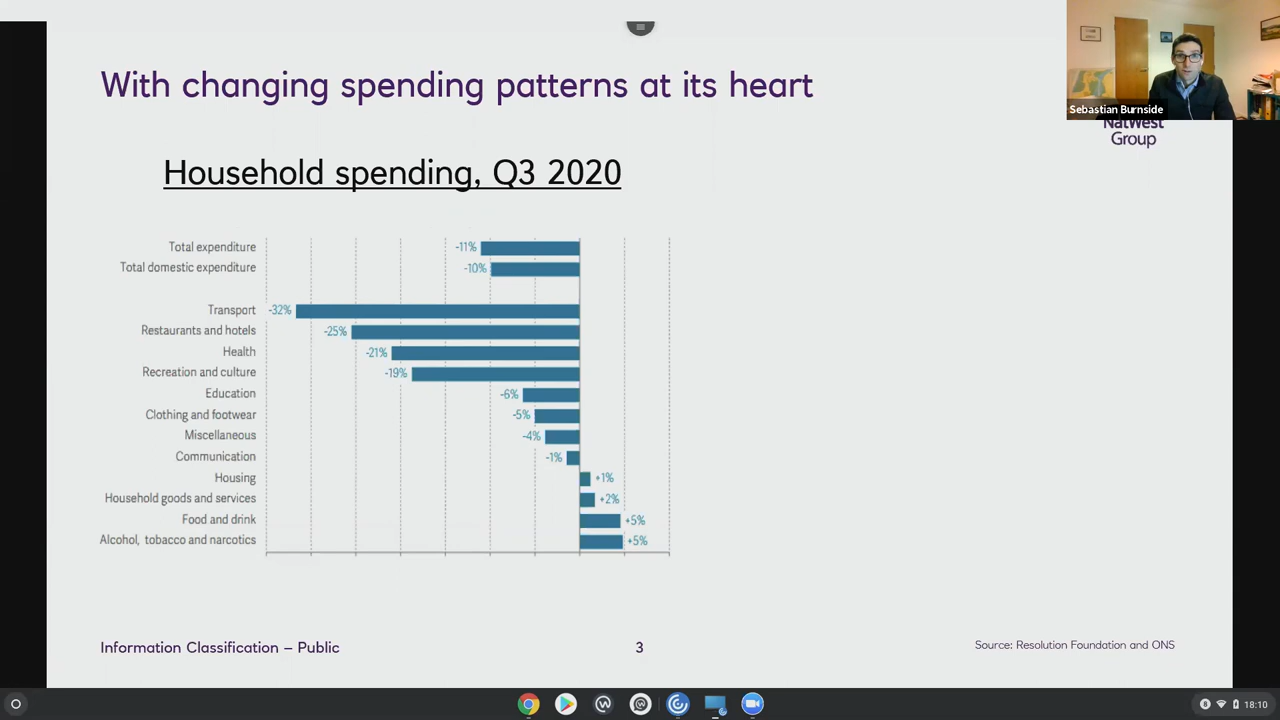 With changing spending patterns at its heart
Sebastian Burnside
NatWest
Group
Household spending, Q3 2020
Total expenditure -11%
Total domestic expenditure -10%
Transport -32%
Restaurants and hotels -25%
Health -21%
Recreation and culture -19%
Education -6%
Clothing and footwear -5%
Miscellaneous -4%
Communication -1%
Housing +1%
Household goods and services +2%
Food and drink +5%
Alcohol, tobacco and narcotics +5%
Information Classification – Public
3
Source: Resolution Foundation and ONS
18:10